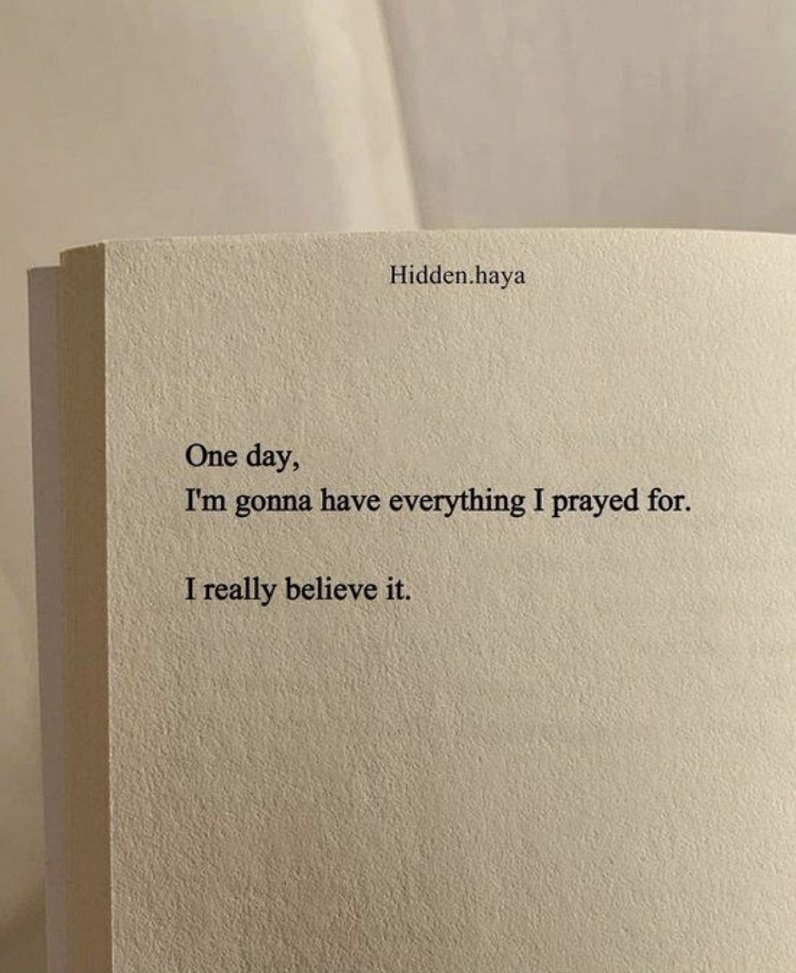 Hidden.haya
One day,
I'm gonna have everything I prayed for.
I really believe it.